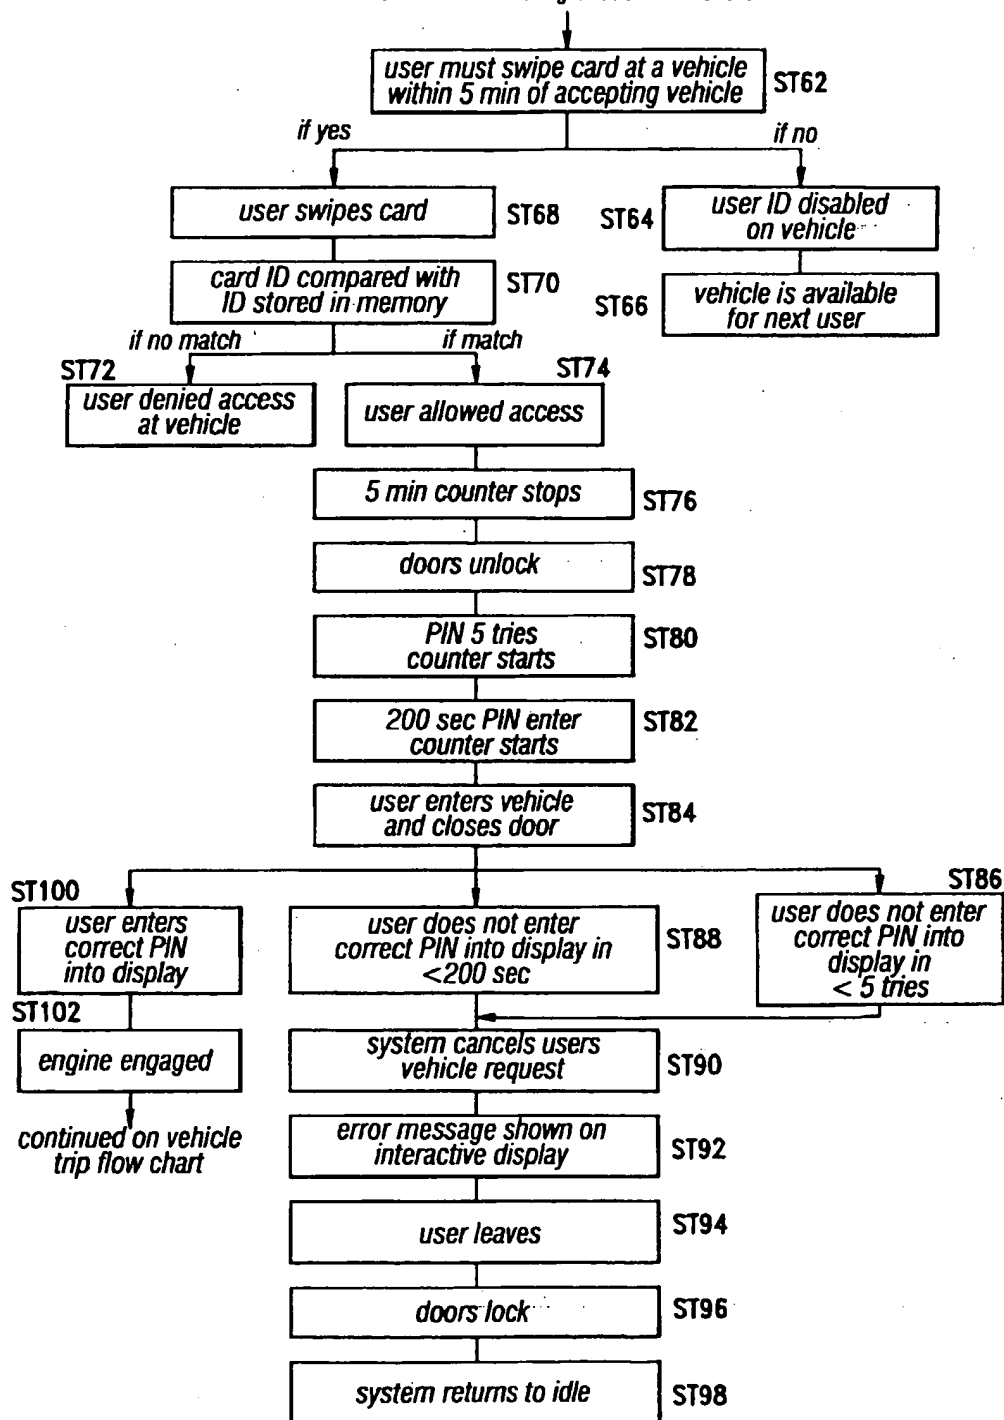 user must swipe card at a vehicle
within 5 min of accepting vehicle
ST62
if yes
if no
user swipes card
ST68
ST64
user ID disabled
on vehicle
card ID compared with
ID stored in memory
ST70
ST66
vehicle is available
for next user
if no match
if match
ST72
user denied access
at vehicle
ST74
user allowed access
5 min counter stops
ST76
doors unlock
ST78
PIN 5 tries
counter starts
ST80
200 sec PIN enter
counter starts
ST82
user enters vehicle
and closes door
ST84
ST100
user enters
correct PIN
into display
user does not enter
correct PIN into display in
<200 sec
ST88
ST86
user does not enter
correct PIN into
display in
< 5 tries
ST102
engine engaged
continued on vehicle
trip flow chart
system cancels users
vehicle request
ST90
error message shown on
interactive display
ST92
user leaves
ST94
doors lock
ST96
system returns to idle
ST98